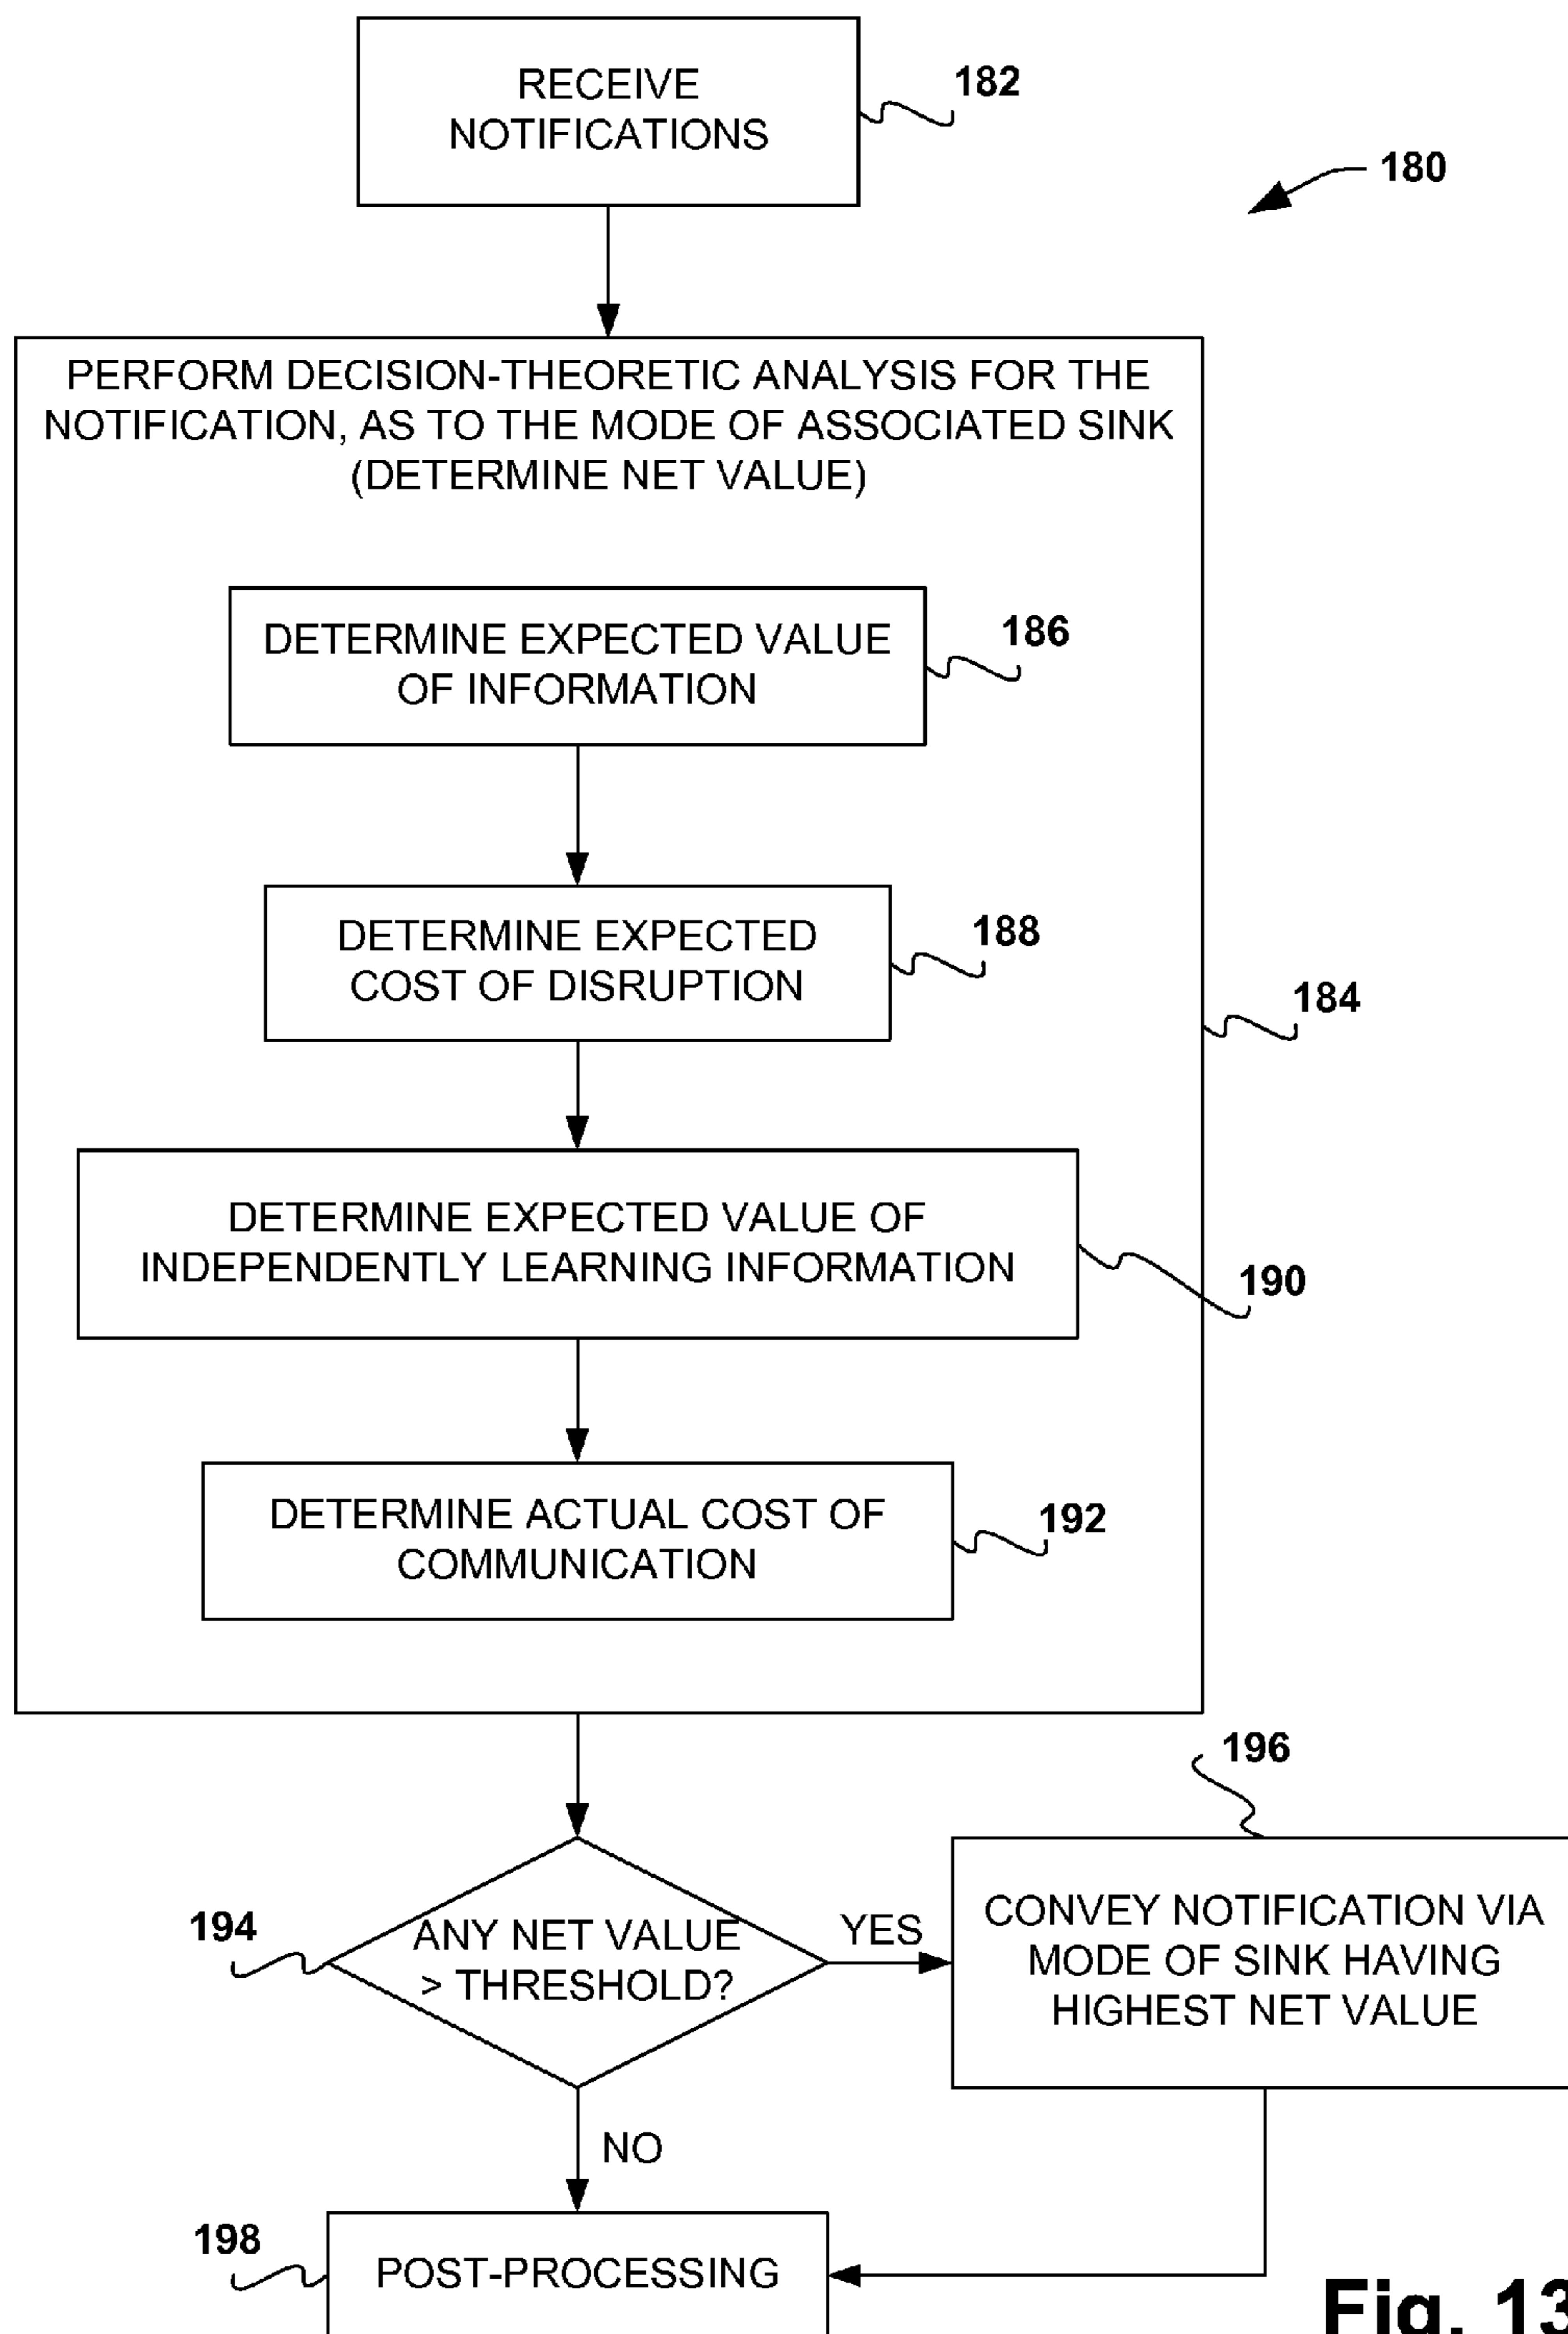 RECEIVE
NOTIFICATIONS
182
180
PERFORM DECISION-THEORETIC ANALYSIS FOR THE
NOTIFICATION, AS TO THE MODE OF ASSOCIATED SINK
(DETERMINE NET VALUE)
DETERMINE EXPECTED VALUE
OF INFORMATION
186
DETERMINE EXPECTED
COST OF DISRUPTION
188
184
DETERMINE EXPECTED VALUE OF
INDEPENDENTLY LEARNING INFORMATION
190
DETERMINE ACTUAL COST OF
COMMUNICATION
192
196
194
ANY NET VALUE
> THRESHOLD?
YES
CONVEY NOTIFICATION VIA
MODE OF SINK HAVING
HIGHEST NET VALUE
NO
198
POST-PROCESSING
Fig. 13